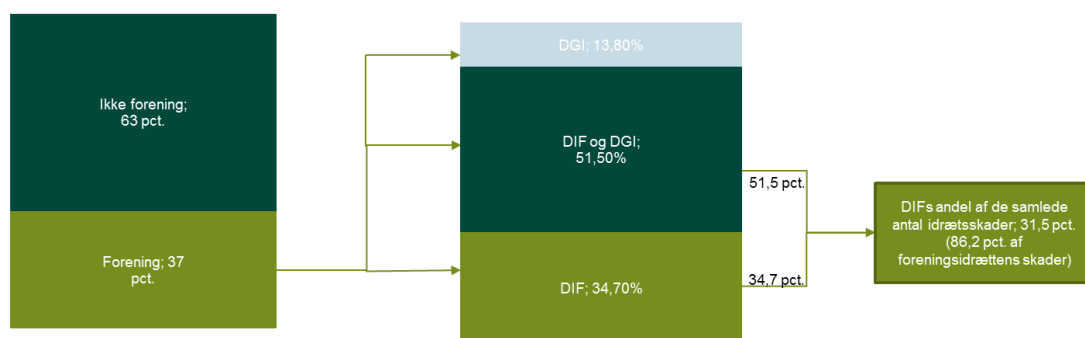 Ikke forening;
63 pct.
Forening; 37
pct.
DGI; 13,80%
DIF og DGI;
51,50%
DIF; 34,70%
51,5 pct.
34,7 pct.
DIFs andel af de samlede
antal idrætsskader; 31,5 pct.
(86,2 pct. af
foreningsidrættens skader)